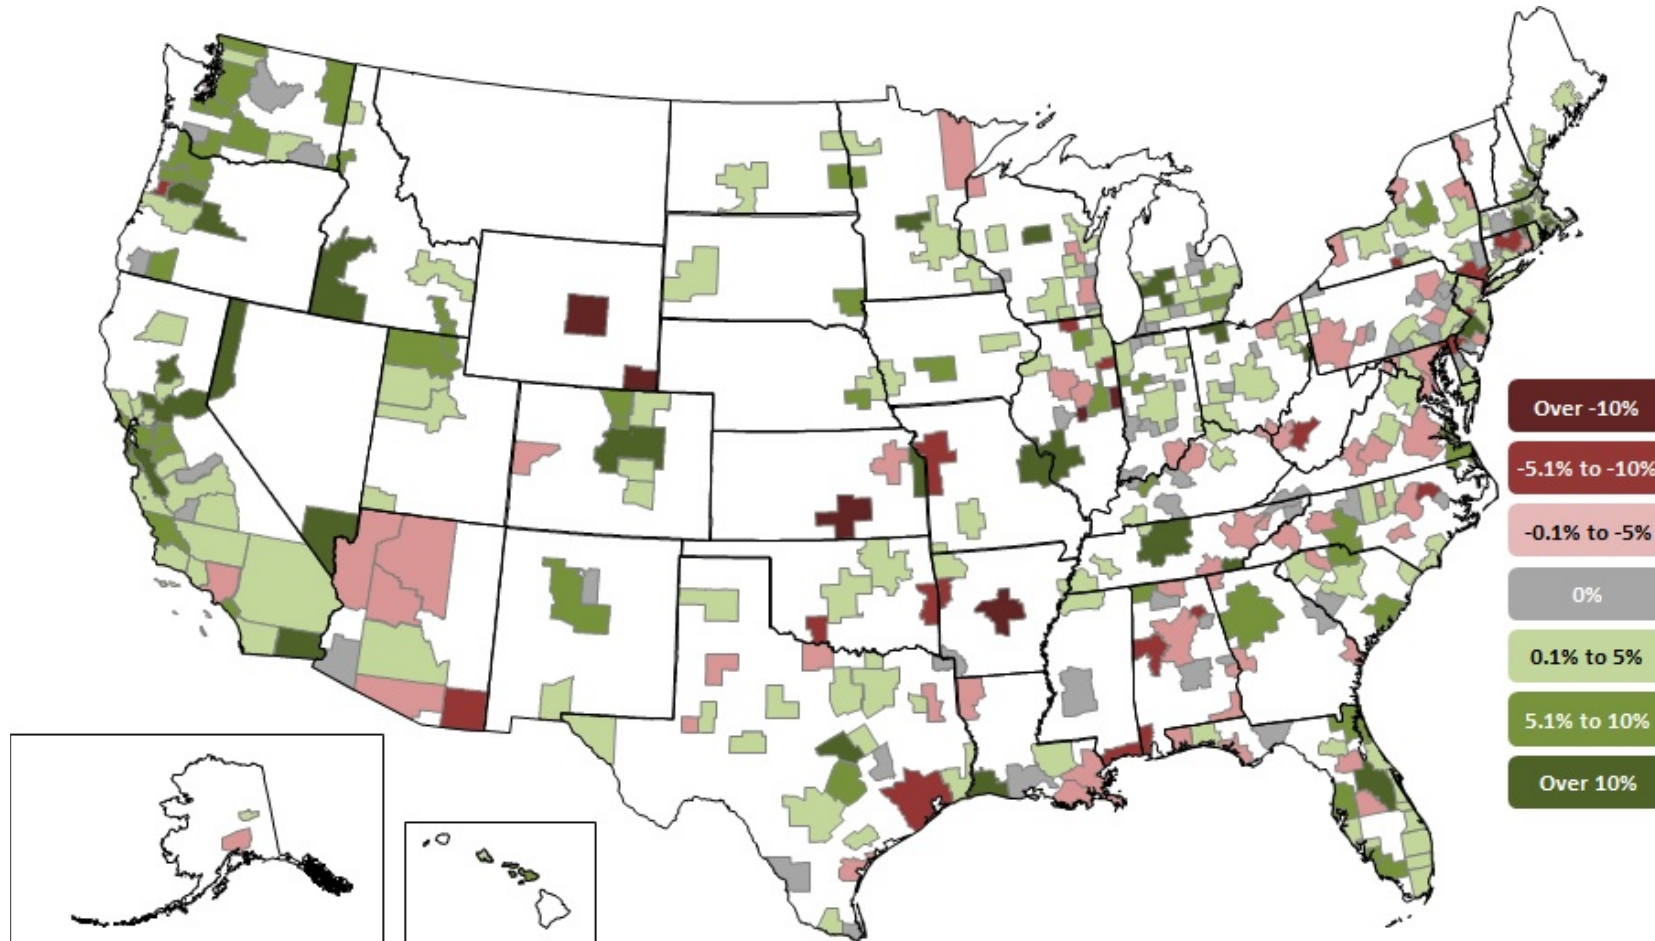 Over -10%
-5.1% to -10%
-0.1% to -5%
0%
0.1% to 5%
5.1% to 10%
Over 10%